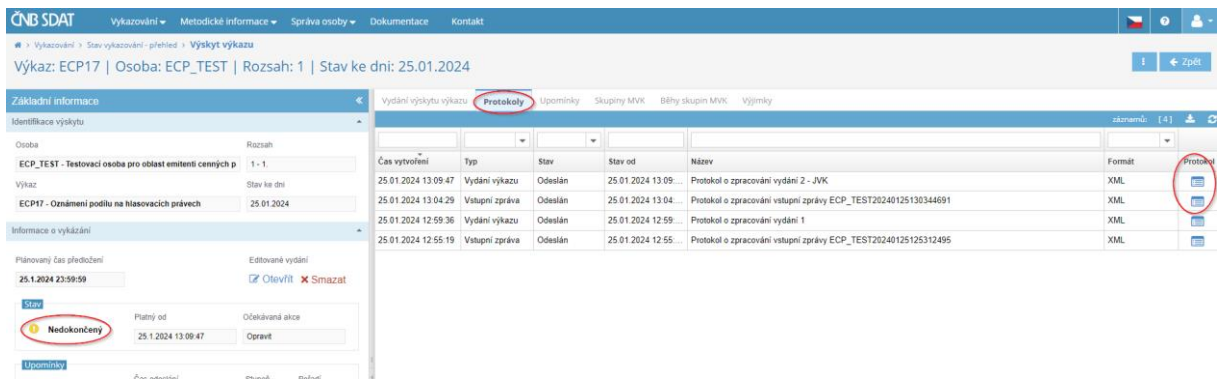 ČNB SDAT Vykazování Metodické informace Správa osoby Dokumentace Kontakt
Vykazování › Stav vykazování - přehled › Výskyt výkazu
Výkaz: ECP17 | Osoba: ECP_TEST | Rozsah: 1 | Stav ke dni: 25.01.2024
Zpět
Základní informace
Identifikace výskytu
Osoba Rozsah
ECP_TEST - Testovací osoba pro oblast emitenti cenných p 1 - 1.
Výkaz Stav ke dni
ECP17 - Oznámení podílu na hlasovacích právech 25.01.2024
Informace o vykázání
Plánovaný čas předložení Editované vydání
25.1.2024 23:59:59 Otevřít Smazat
Stav
Platný od Očekávaná akce
Nedokončený 25.1.2024 13:09:47 Opravit
Upomínky
Čas odeslání Stupeň Pořadí
Vydání výskytu výkazu Protokoly Upomínky Skupiny MVK Běhy skupin MVK Výjimky
záznamů: [4]
Čas vytvoření Typ Stav Stav od Název Formát Protokol
25.01.2024 13:09:47 Vydání výkazu Odeslán 25.01.2024 13:09:... Protokol o zpracování vydání 2 - JVK XML
25.01.2024 13:04:29 Vstupní zpráva Odeslán 25.01.2024 13:04:... Protokol o zpracování vstupní zprávy ECP_TEST20240125130344691 XML
25.01.2024 12:59:36 Vydání výkazu Odeslán 25.01.2024 12:59:... Protokol o zpracování vydání 1 XML
25.01.2024 12:55:19 Vstupní zpráva Odeslán 25.01.2024 12:55:... Protokol o zpracování vstupní zprávy ECP_TEST20240125125312495 XML